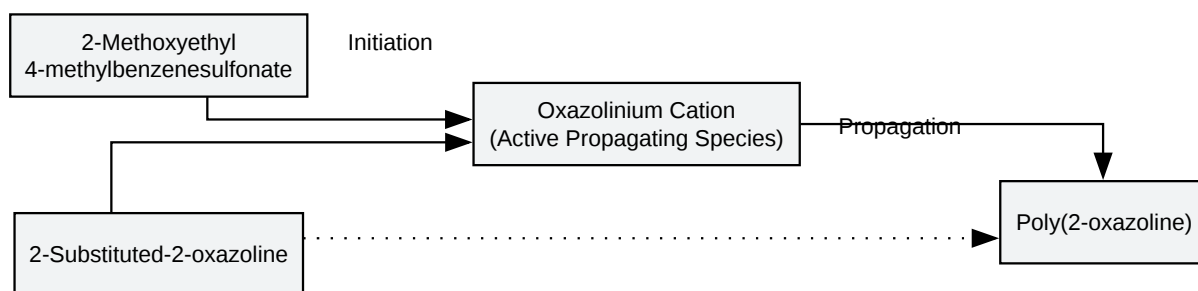 2-Methoxyethyl
4-methylbenzenesulfonate
Initiation
Oxazolinium Cation
(Active Propagating Species)
Propagation
Poly(2-oxazoline)
2-Substituted-2-oxazoline